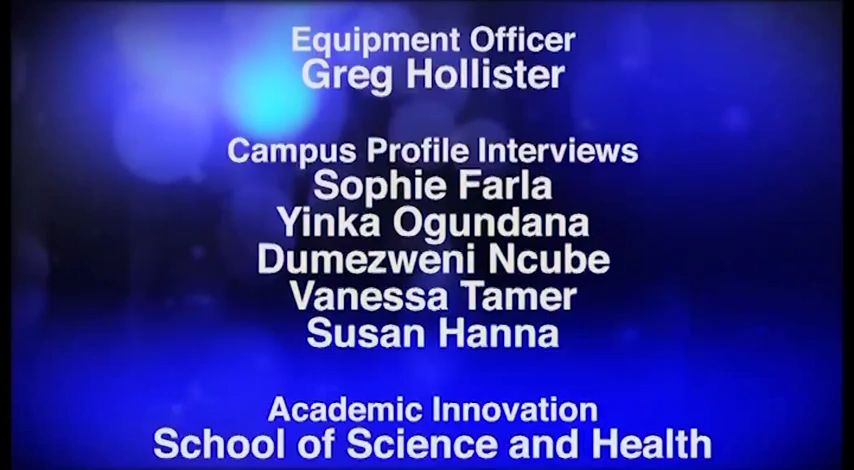 Equipment Officer
Greg Hollister
Campus Profile Interviews
Sophie Farla
Yinka Ogundana
Dumezweni Ncube
Vanessa Tamer
Susan Hanna
Academic Innovation
School of Science and Health